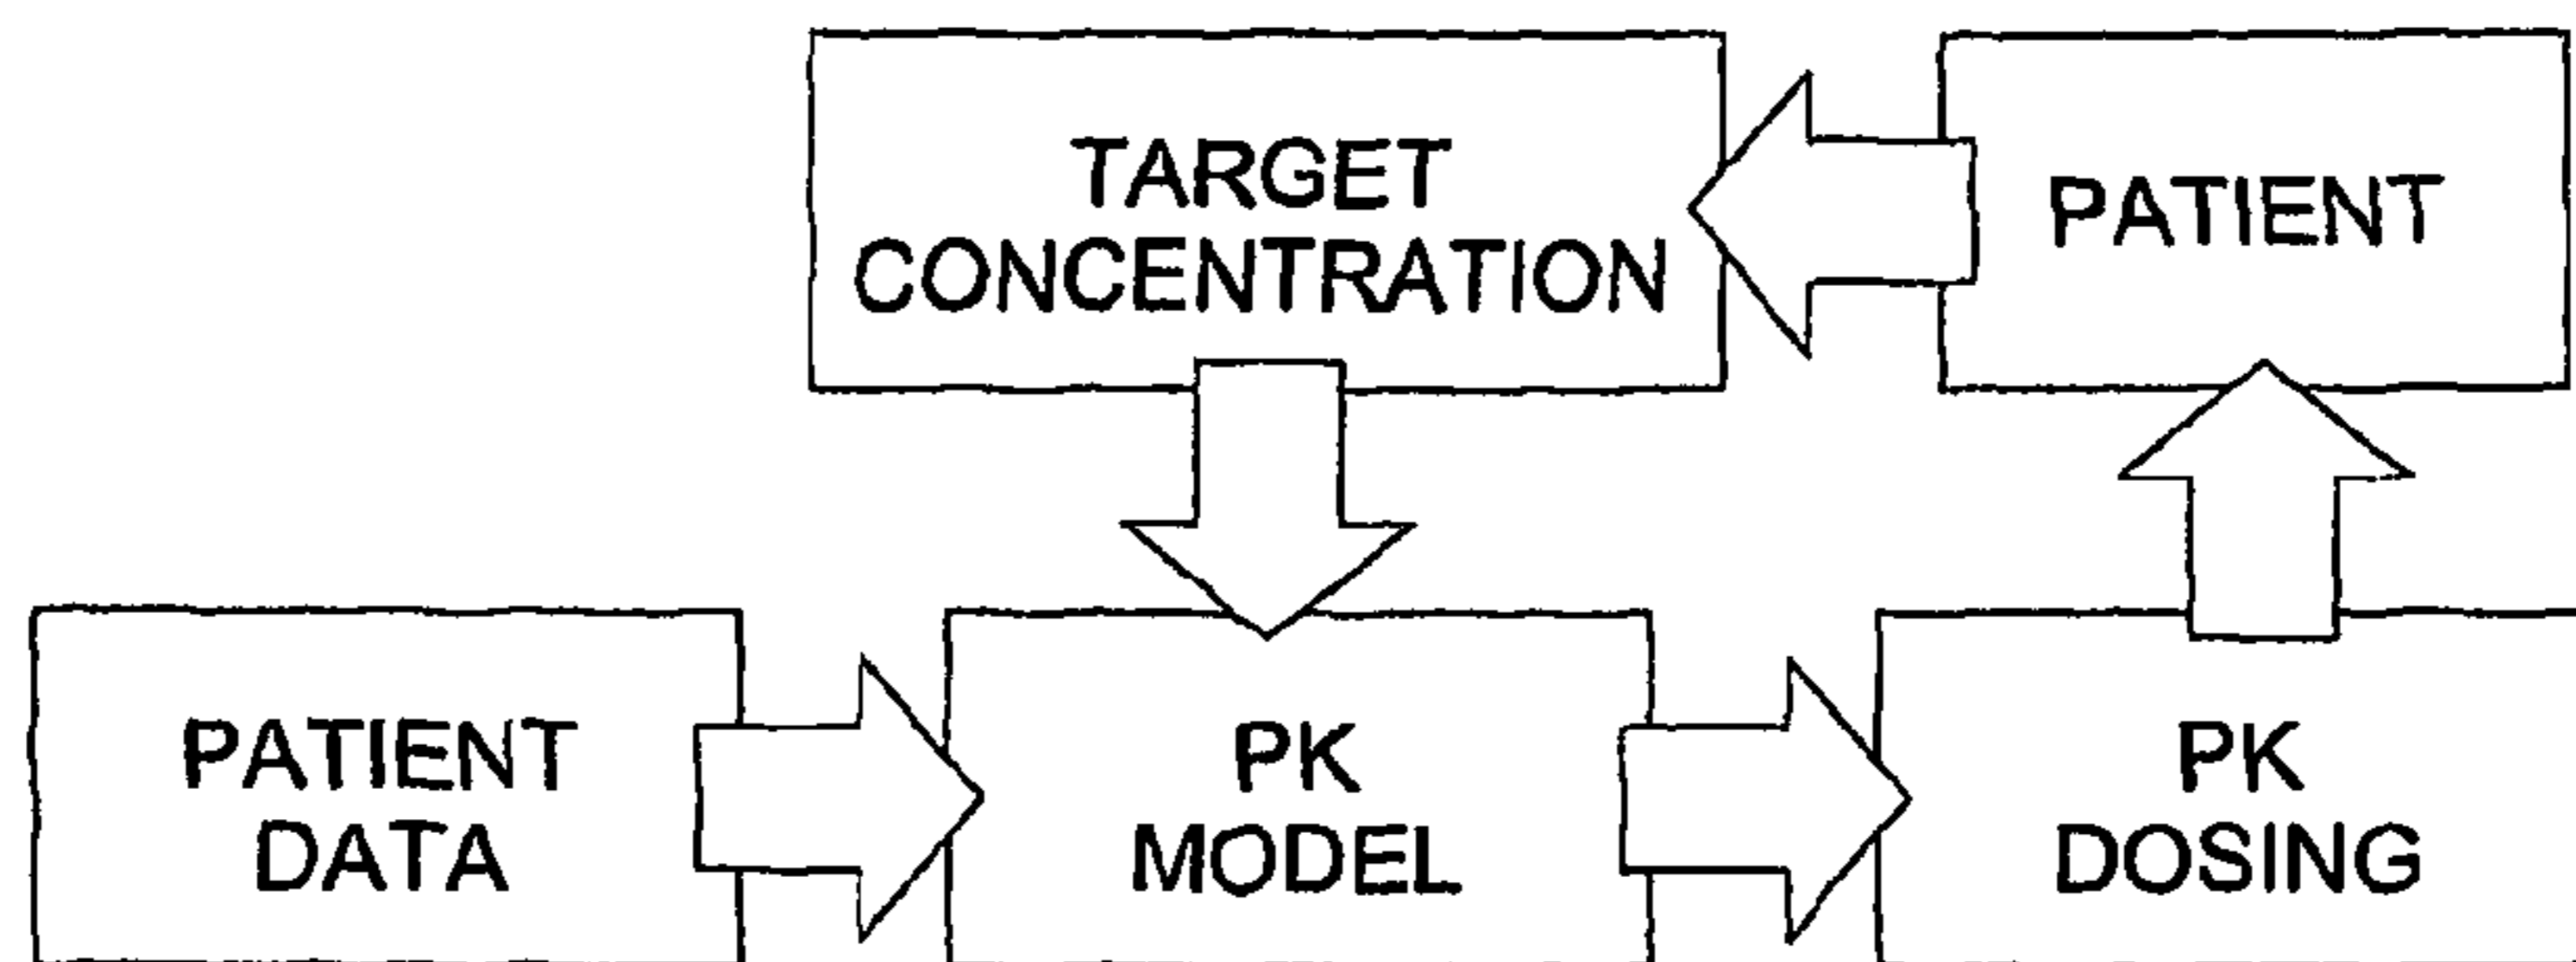 TARGET
CONCENTRATION
PATIENT
PATIENT
DATA
PK
MODEL
PK
DOSING